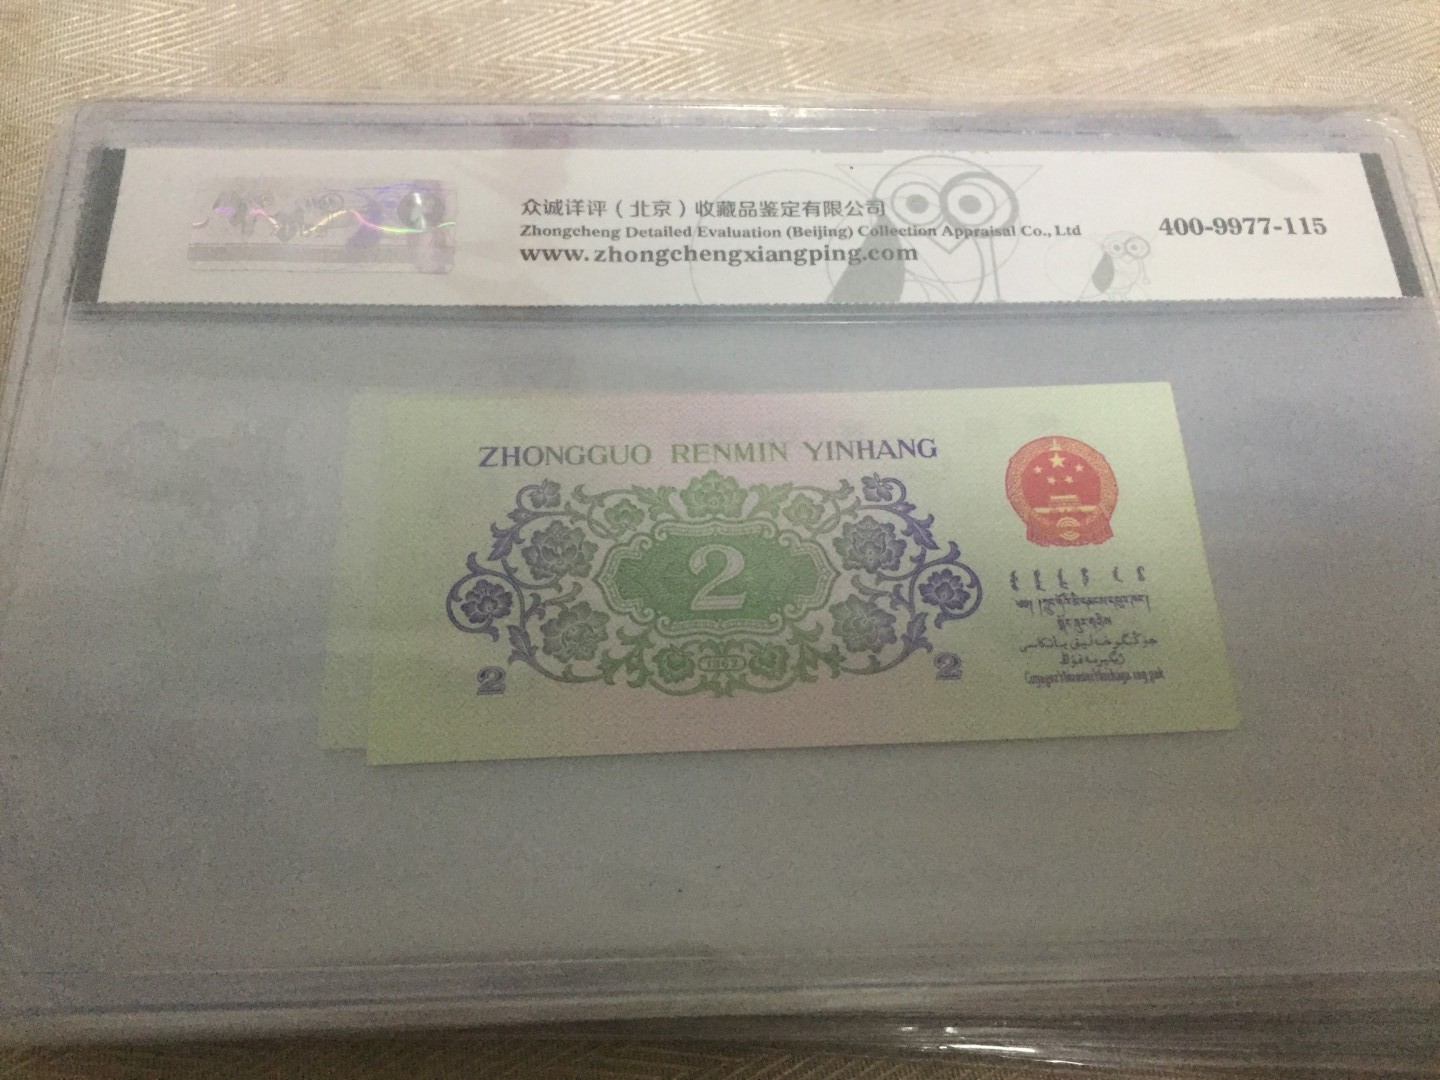 众诚详评（北京）收藏品鉴定有限公司
Zhongcheng Detailed Evaluation (Beijing) Collection Appraisal Co., Ltd
www.zhongchengxiangping.com
400-9977-115
ZHONGGUO RENMIN YINHANG
2
1962
2
2